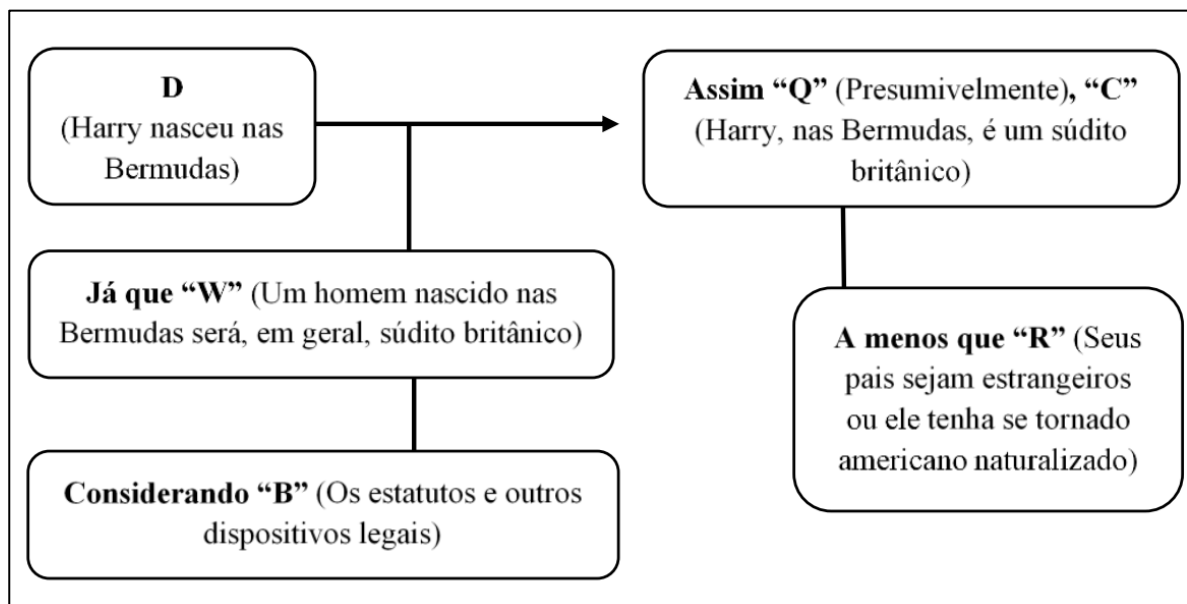 D
(Harry nasceu nas
Bermudas)
Assim “Q” (Presumivelmente), “C”
(Harry, nas Bermudas, é um súdito
britânico)
Já que “W” (Um homem nascido nas
Bermudas será, em geral, súdito britânico)
A menos que “R” (Seus
pais sejam estrangeiros
ou ele tenha se tornado
americano naturalizado)
Considerando “B” (Os estatutos e outros
dispositivos legais)